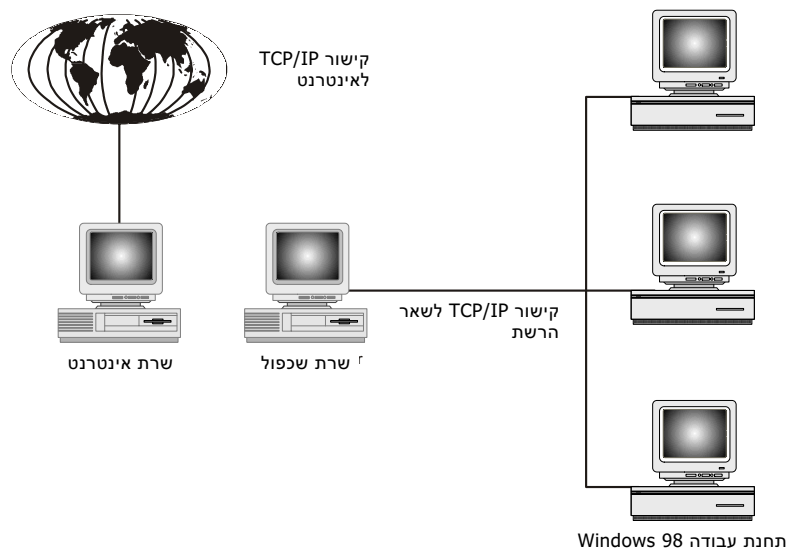 קישור TCP/IP
לאינטרנט
קישור TCP/IP לשאר
הרשת
שרת אינטרנט
שרת שכפול
תחנת עבודה Windows 98